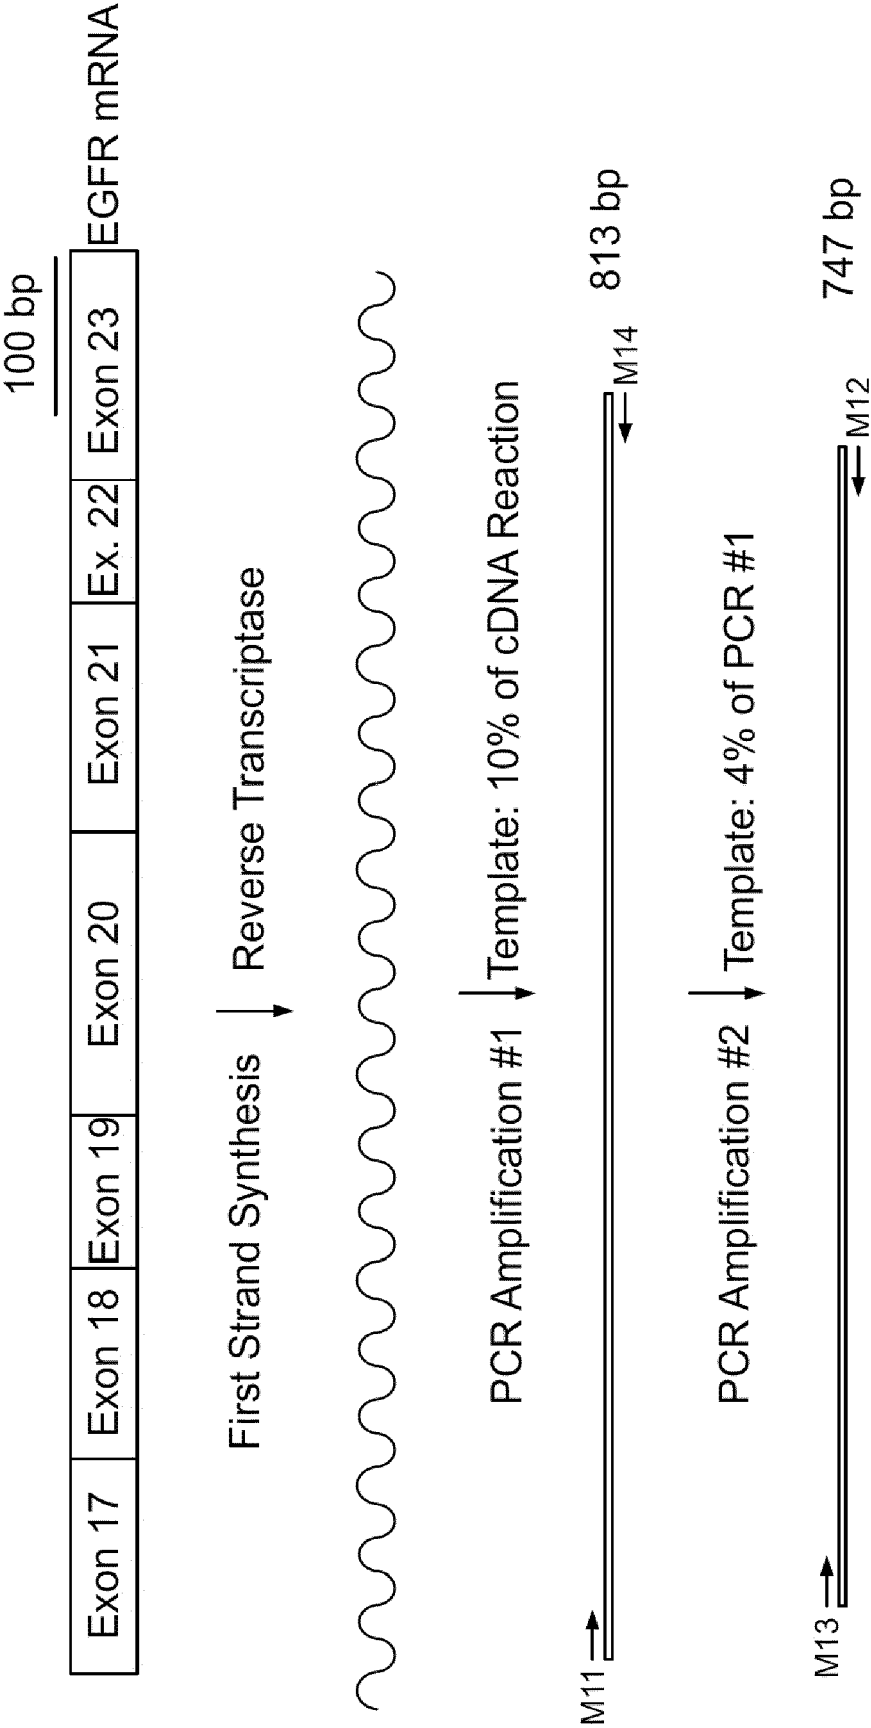 100 bp
Exon 17 Exon 18 Exon 19 Exon 20 Exon 21 Ex. 22 Exon 23 EGFR mRNA
First Strand Synthesis Reverse Transcriptase
PCR Amplification #1 Template: 10% of cDNA Reaction
M11 813 bp
M14
PCR Amplification #2 Template: 4% of PCR #1
M13 747 bp
M12